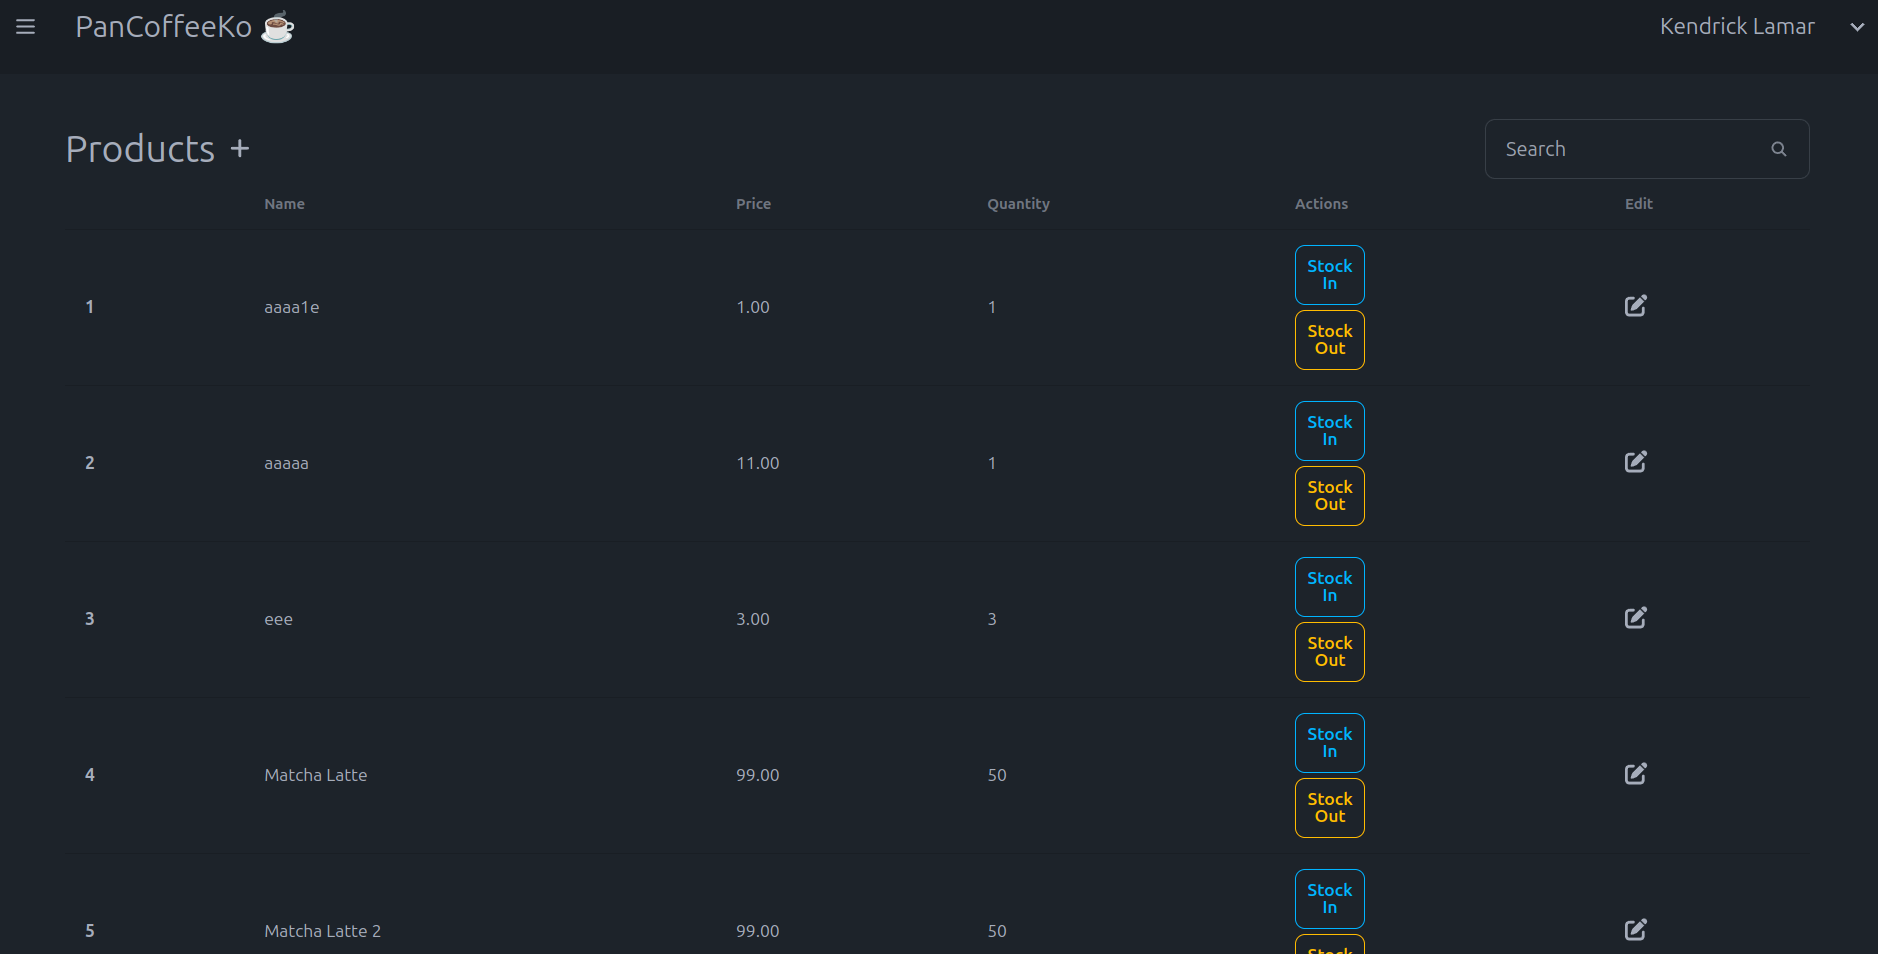 PanCoffeeKo
Kendrick Lamar
Products +
Search
Name Price Quantity Actions Edit
Stock
In
1 aaaa1e 1.00 1
Stock
Out
Stock
In
2 aaaaa 11.00 1
Stock
Out
Stock
In
3 eee 3.00 3
Stock
Out
Stock
In
4 Matcha Latte 99.00 50
Stock
Out
Stock
In
5 Matcha Latte 2 99.00 50
Stock